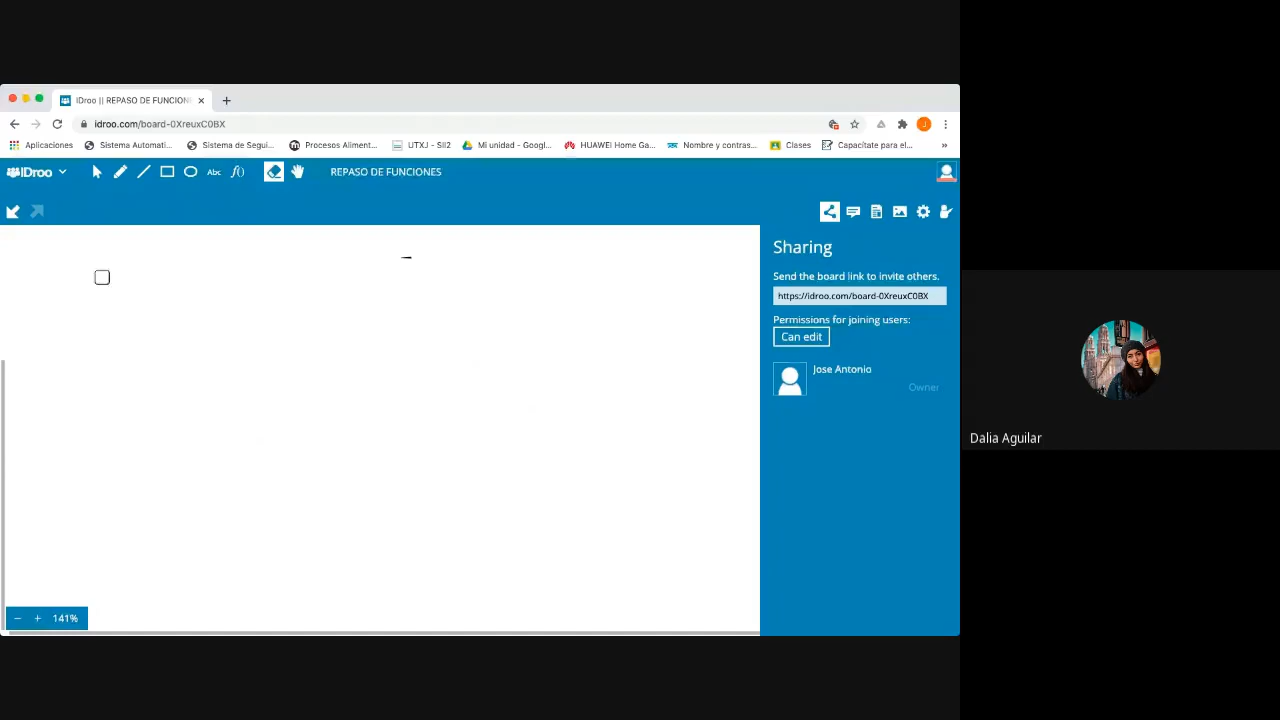 IDroo || REPASO DE FUNCION
idroo.com/board-0XreuxC0BX
Aplicaciones
Sistema Automati...
Sistema de Segui...
Procesos Aliment...
UTXJ - SII2
Mi unidad - Googl...
HUAWEI Home Ga...
Nombre y contras...
Clases
Capacítate para el...
»
IDroo
Abc
f()
REPASO DE FUNCIONES
Sharing
Send the board link to invite others.
https://idroo.com/board-0XreuxC0BX
Permissions for joining users:
Can edit
Jose Antonio
Owner
Dalia Aguilar
− + 141%
J